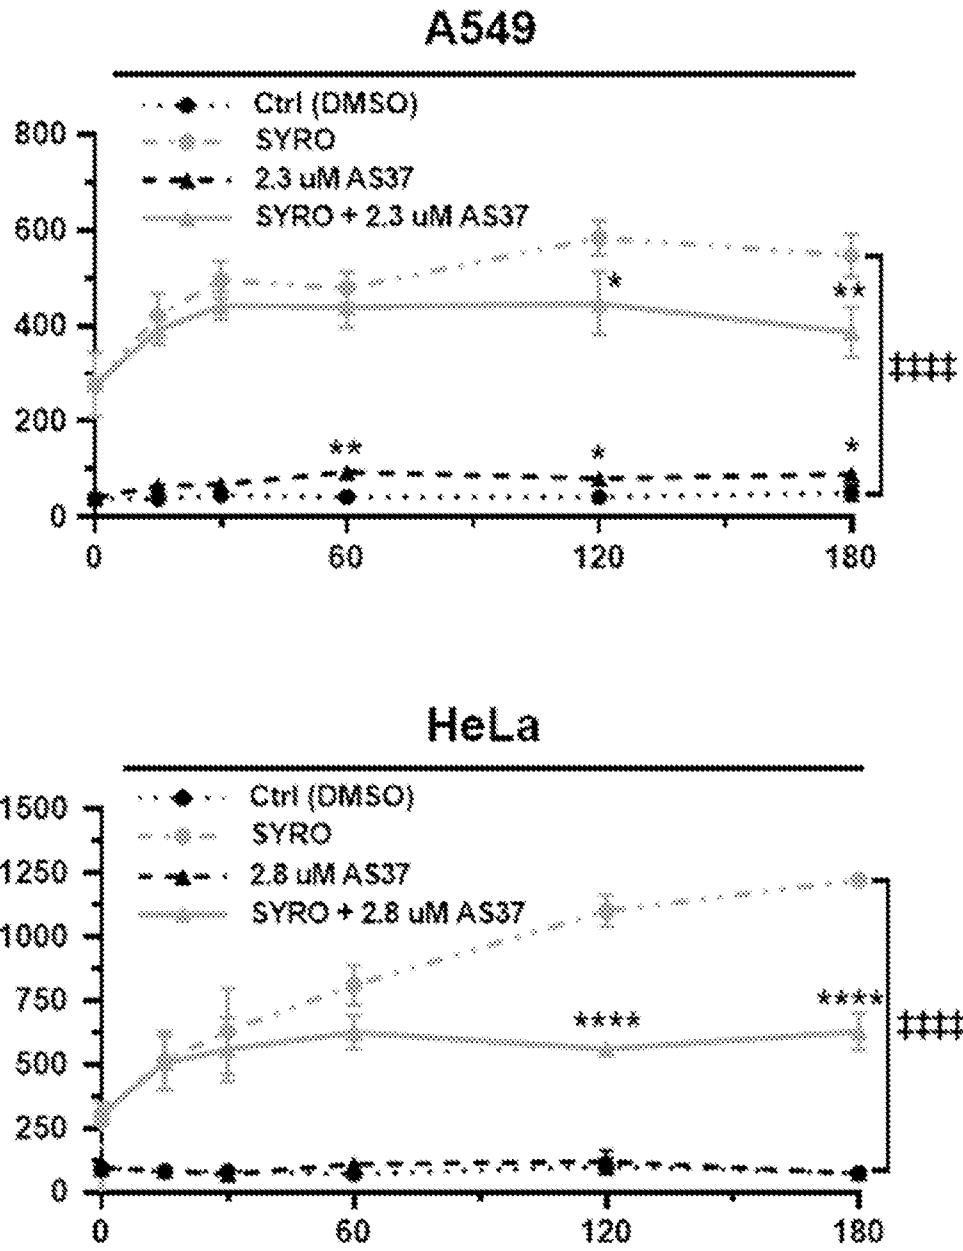 A549
Ctrl (DMSO)
SYRO
2.3 uM AS37
SYRO + 2.3 uM AS37
800
600
400
200
0
*
**
‡‡‡‡
**
*
*
0
60
120
180
HeLa
Ctrl (DMSO)
SYRO
2.8 uM AS37
SYRO + 2.8 uM AS37
1500
1250
1000
750
500
250
0
****
****
‡‡‡‡
0
60
120
180